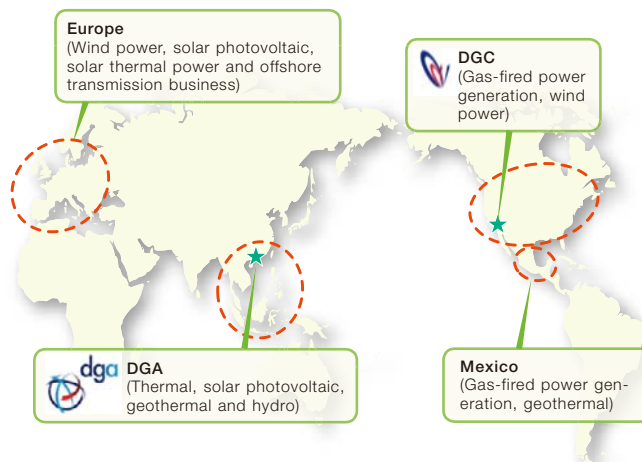 Europe
(Wind power, solar photovoltaic,
solar thermal power and offshore
transmission business)
DGC
(Gas-fired power
generation, wind
power)
dga
DGA
(Thermal, solar photovoltaic,
geothermal and hydro)
Mexico
(Gas-fired power gen-
eration, geothermal)